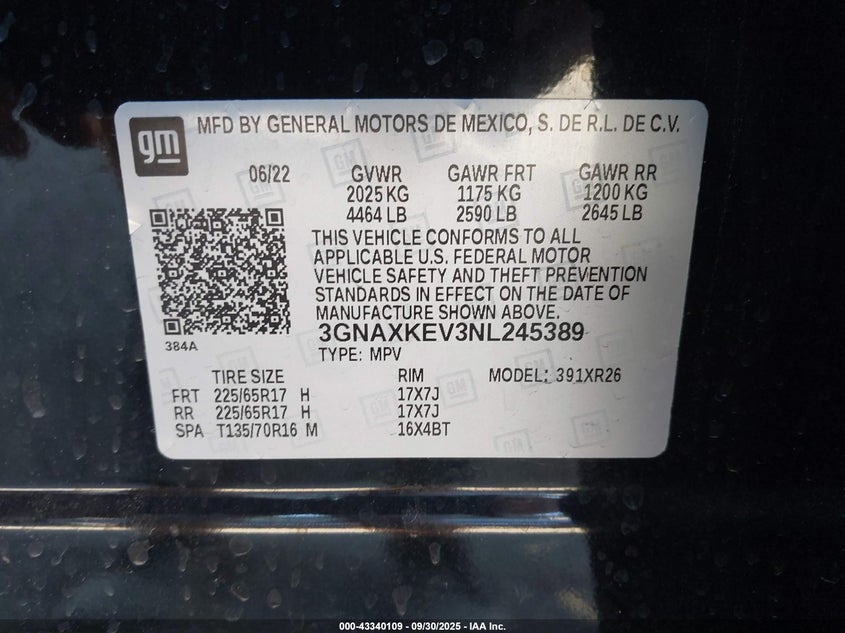 gm
MFD BY GENERAL MOTORS DE MEXICO, S. DE R.L. DE C.V.
06/22 GVWR GAWR FRT GAWR RR
2025 KG 1175 KG 1200 KG
4464 LB 2590 LB 2645 LB
THIS VEHICLE CONFORMS TO ALL
APPLICABLE U.S. FEDERAL MOTOR
VEHICLE SAFETY AND THEFT PREVENTION
STANDARDS IN EFFECT ON THE DATE OF
MANUFACTURE SHOWN ABOVE.
3GNAXKEV3NL245389
384A
TYPE: MPV
TIRE SIZE RIM MODEL: 391XR26
FRT 225/65R17 H 17X7J
RR 225/65R17 H 17X7J
SPA T135/70R16 M 16X4BT
000-43340109 - 09/30/2025 - IAA Inc.